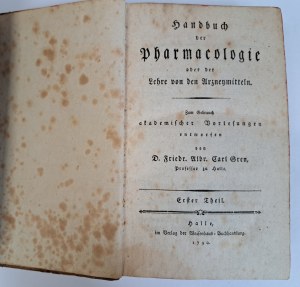 Handbuch
der
Pharmacologie
oder der
Lehre von den Arzneymitteln.
Zum Gebrauch
akademischer Vorlesungen
entworfen
von
D. Friedr. Albr. Carl Gren,
Professor zu Halle.
Erster Theil.
Halle,
im Verlag der Waisenhaus-Buchhandlung.